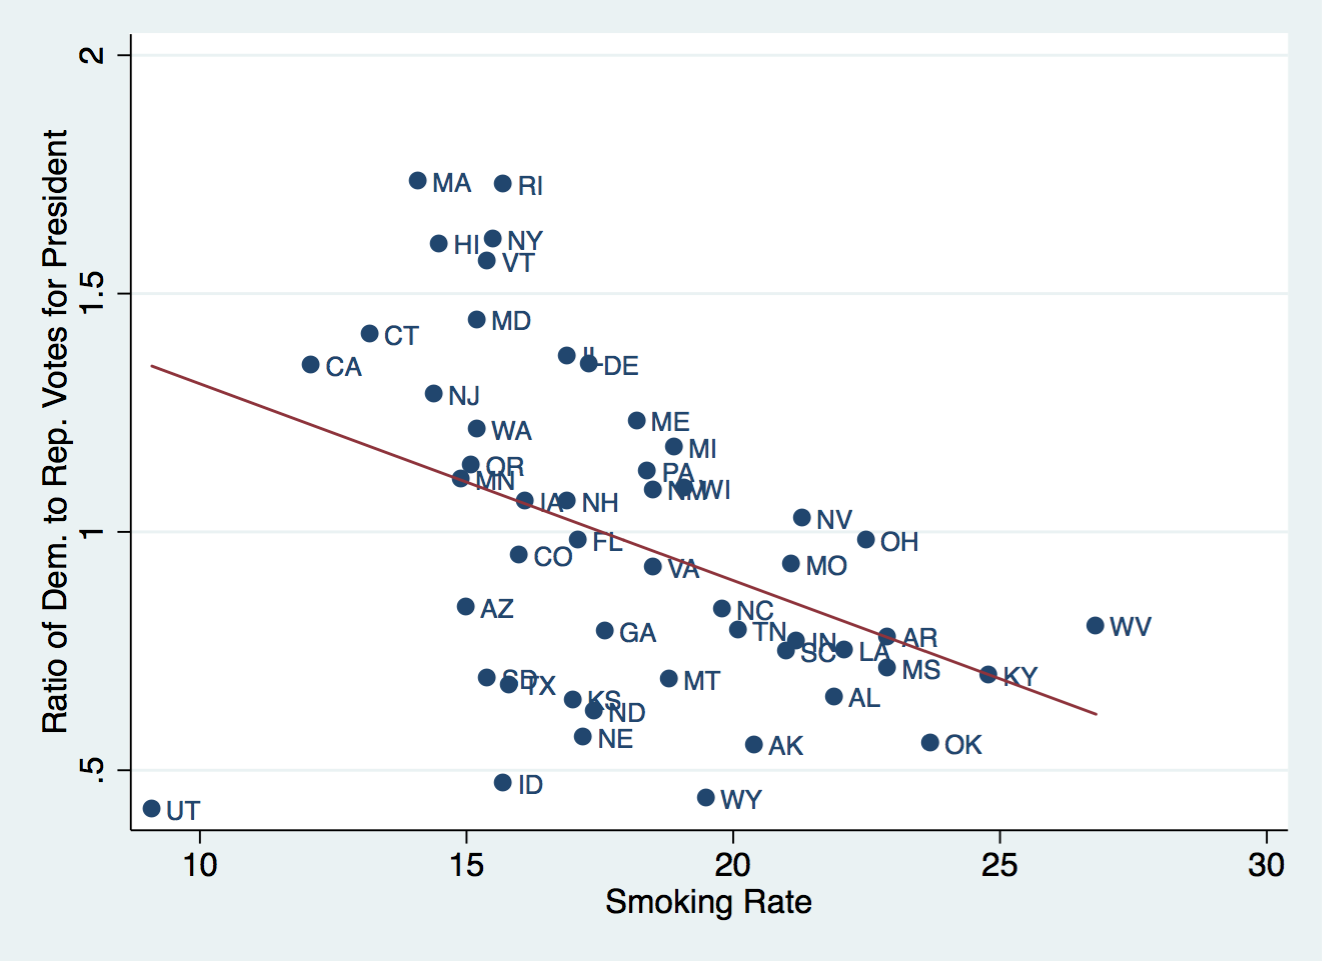 Ratio of Dem. to Rep. Votes for President
2
1.5
1
.5
MA
RI
HI
NY
VT
MD
CT
CA
IL
DE
NJ
ME
WA
MI
OR
PA
MN
NM
WI
IA
NH
NV
FL
OH
CO
MO
VA
AZ
NC
GA
TN
WV
IN
AR
SC
LA
MS
SD
TX
MT
KY
KS
AL
ND
NE
AK
OK
ID
WY
UT
10
15
20
25
30
Smoking Rate